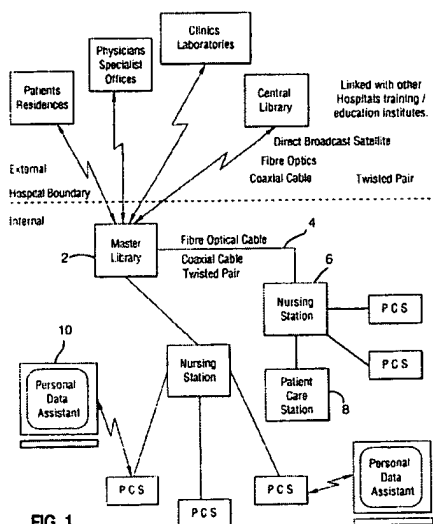 Clinics
Laboratories
Physicians
Specialist
Offices
Patients
Residences
Central
Library
Linked with other
Hospitals training /
education institutes.
Direct Broadcast Satellite
External
Fibre Optics
Hospital Boundary
Coaxial Cable
Twisted Pair
Internal
2
Master
Library
Fibre Optical Cable
4
Coaxial Cable
Twisted Pair
6
Nursing
Station
PCS
10
Personal
Data
Assistant
Nursing
Station
PCS
Patient
Care
Station
8
PCS
PCS
PCS
Personal
Data
Assistant
FIG. 1